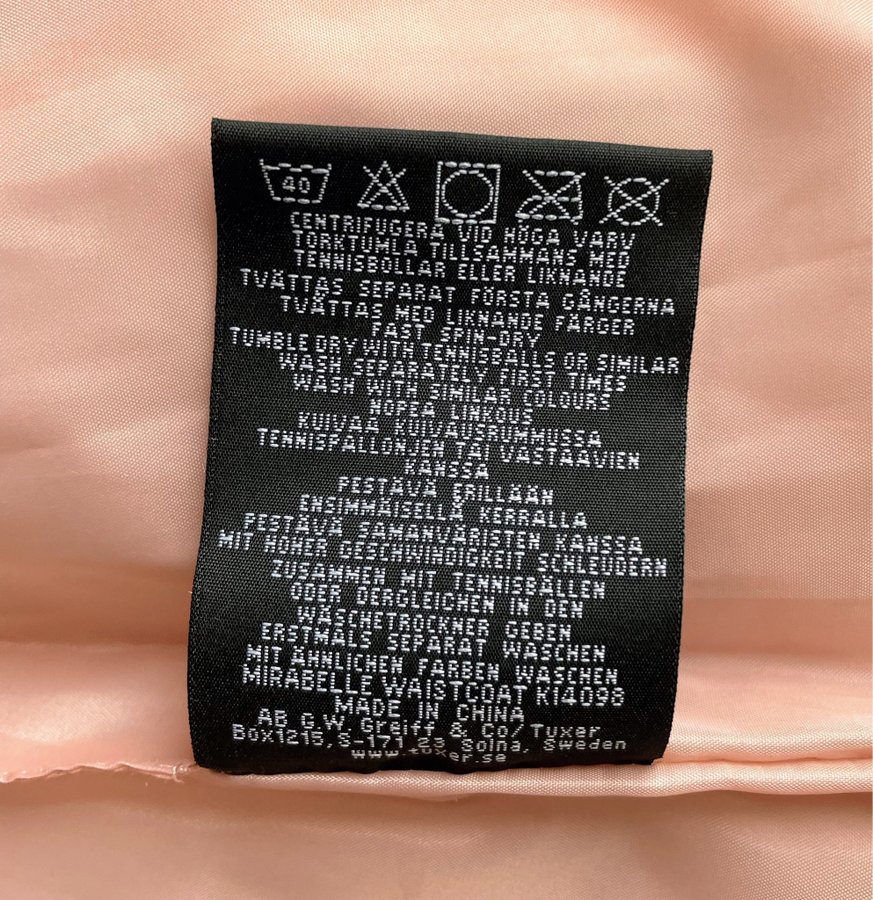 40
CENTRIFUGERA VID HÖGA VARV
TORKTUMLA TILLSAMMANS MED
TENNISBOLLAR ELLER LIKNANDE
TVÄTTAS SEPARAT FÖRSTA GÅNGERNA
TVÄTTAS MED LIKNANDE FÄRGER
FAST SPIN-DRY
TUMBLE DRY WITH TENNISBALLS OR SIMILAR
WASH SEPARATELY FIRST TIMES
WASH WITH SIMILAR COLOURS
NOPEA LINKOUS
KUIVAA KUIVAUSRUMMUSSA
TENNISPALLONJEN TAI VASTAAVIEN
KANSSA
PESTÄVÄ ERILLÄÄN
ENSIMMÄISELLÄ KERRALLA
PESTÄVÄ SAMANVÄRISTEN KANSSA
MIT HOHER GESCHWINDIGKEIT SCHLEUDERN
ZUSAMMEN MIT TENNISBÄLLEN
ODER DERGLEICHEN IN DEN
WÄSCHETROCKNER GEBEN
ERSTMALS SEPARAT WASCHEN
MIT ÄHNLICHEN FARBEN WASCHEN
MIRABELLE WAISTCOAT K14098
MADE IN CHINA
AB G.W. Greiff & Co/ Tuxer
Box1215, S-171 23 Solna, Sweden
www.tuxer.se